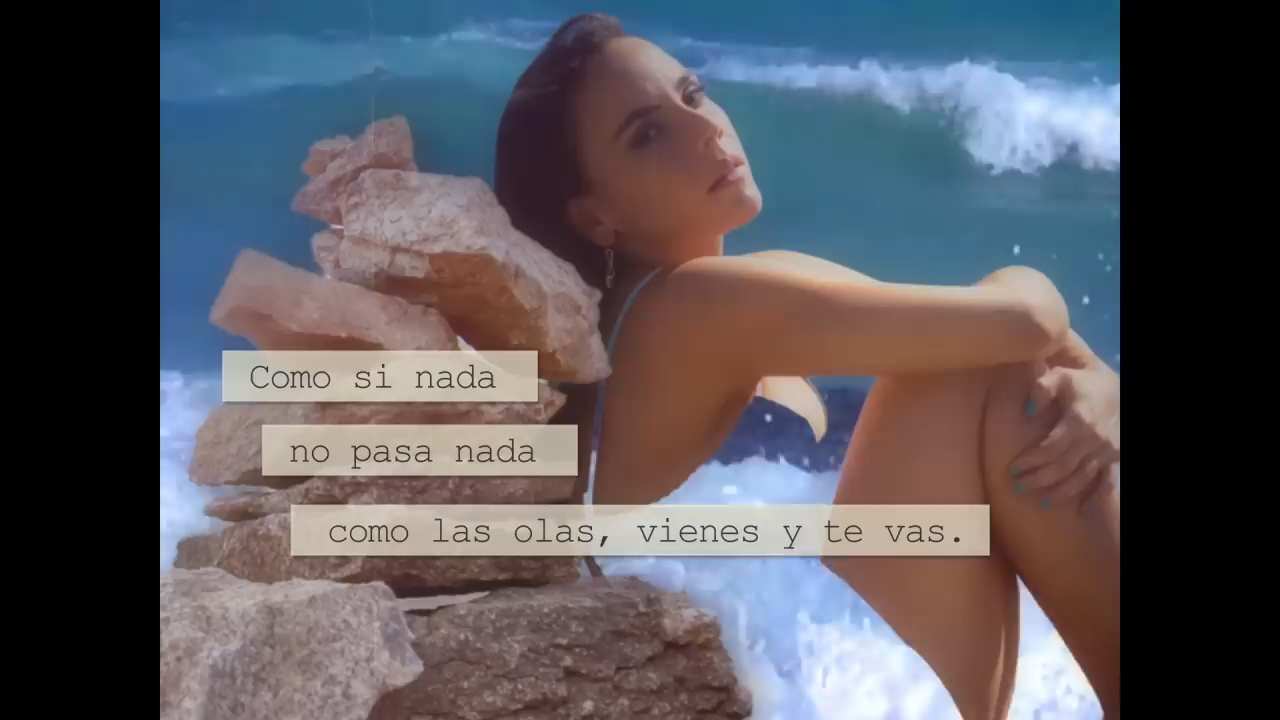 Como si nada
no pasa nada
como las olas, vienes y te vas.